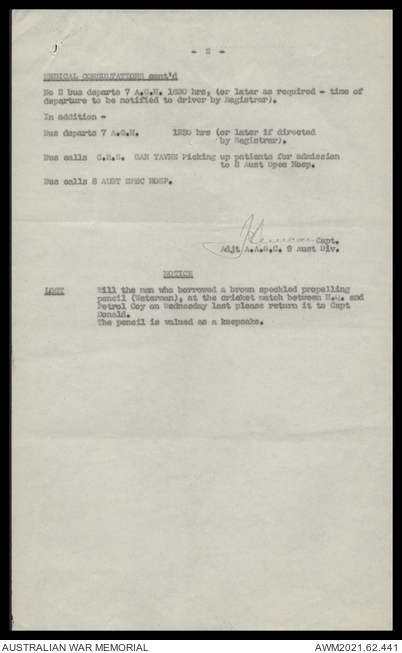 - 2 -
MEDICAL CONSULTATIONS cont'd
No 2 bus departs 7 A.G.H. 1630 hrs, (or later as required - time of
departure to be notified to driver by Registrar).
In addition -
Bus departs 7 A.G.H. 1230 hrs (or later if directed
by Registrar).
Bus calls C.R.S. GAN YAVNE Picking up patients for admission
to 8 Aust Spec Hosp.
Bus calls 8 AUST SPEC HOSP.
Capt.
Adjt A.A.S.C. 9 Aust Div.
NOTICE
LOST Will the man who borrowed a brown speckled propelling
pencil (Waterman), at the cricket match between H.Q. and
Petrol Coy on Wednesday last please return it to Capt
Donald.
The pencil is valued as a keepsake.
AUSTRALIAN WAR MEMORIAL
AWM2021.62.441